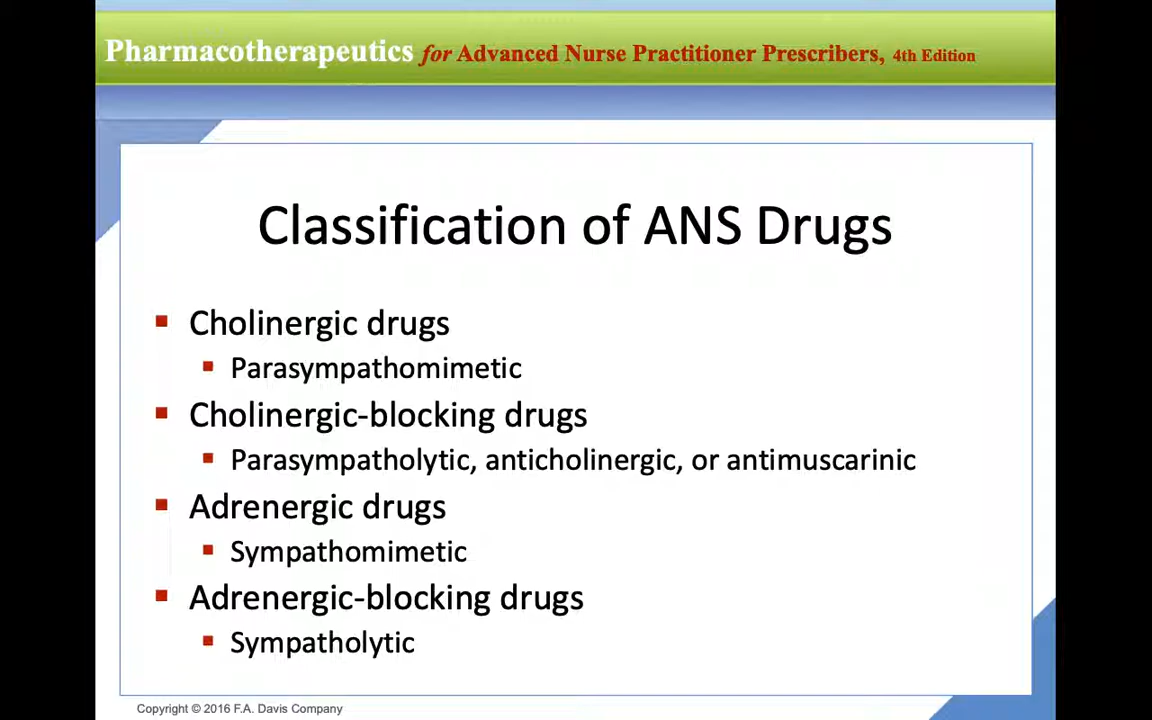 Pharmacotherapeutics for Advanced Nurse Practitioner Prescribers, 4th Edition
Classification of ANS Drugs
Cholinergic drugs
Parasympathomimetic
Cholinergic-blocking drugs
Parasympatholytic, anticholinergic, or antimuscarinic
Adrenergic drugs
Sympathomimetic
Adrenergic-blocking drugs
Sympatholytic
Copyright © 2016 F.A. Davis Company